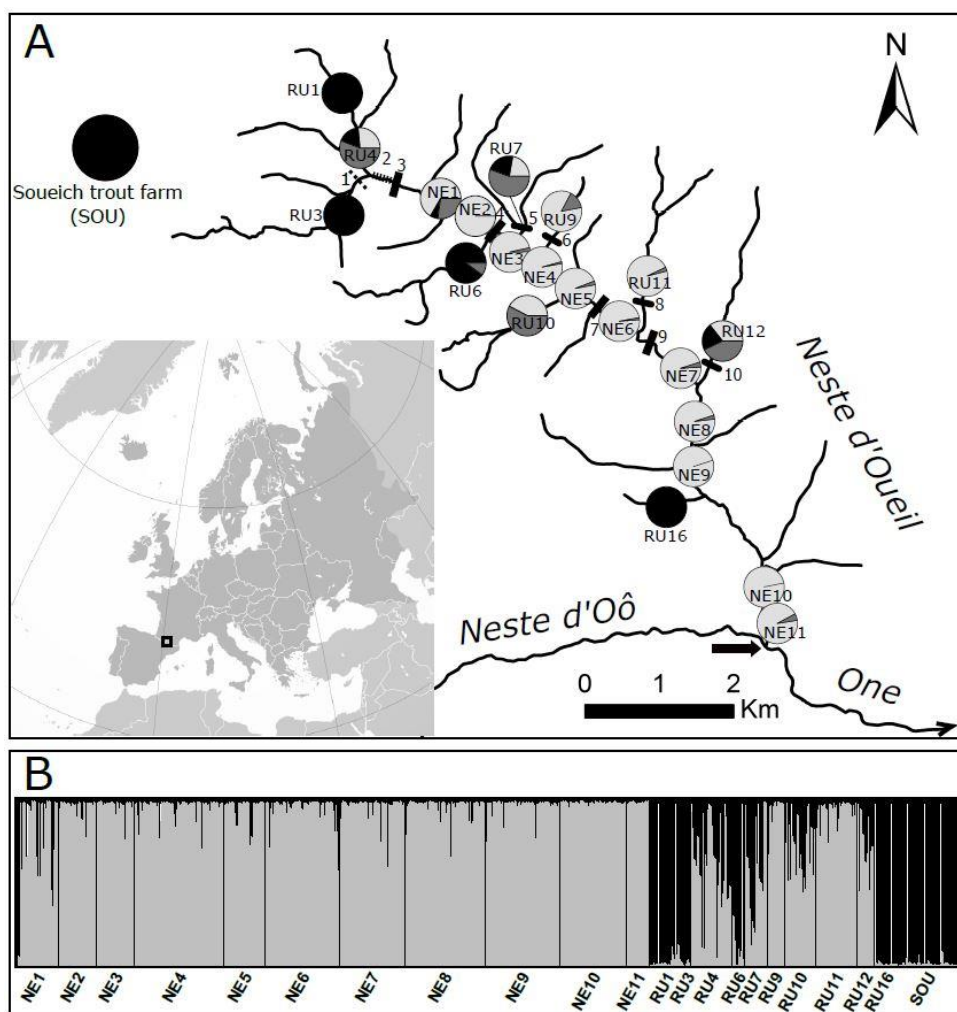 A
N
RU1
RU7
Soueich trout farm
(SOU)
RU4
2
3
1
RU3
NE1
NE2
4
5
RU9
6
NE3
NE4
RU6
NE5
RU11
8
RU10
7
NE6
9
RU12
10
NE7
NE8
NE9
RU16
Neste d'Oueil
NE10
NE11
Neste d'Oô
One
0 1 2
Km
B
NE1 NE2 NE3 NE4 NE5 NE6 NE7 NE8 NE9 NE10 NE11 RU1 RU3 RU4 RU6 RU7 RU9 RU10 RU11 RU12 RU16 SOU